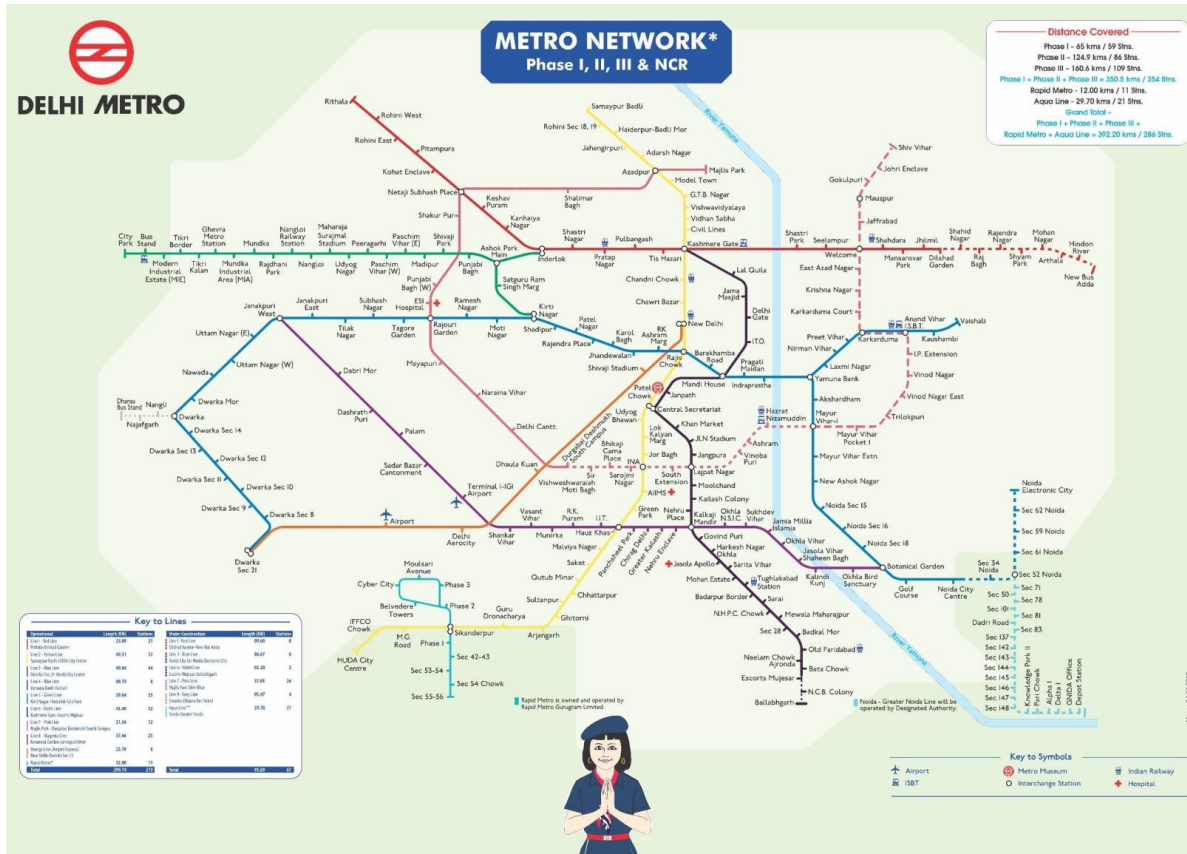 DELHI METRO
METRO NETWORK*
Phase I, II, III & NCR
Distance Covered
Phase I – 65 kms / 59 Stns.
Phase II – 124.9 kms / 86 Stns.
Phase III – 160.6 kms / 109 Stns.
Phase I + Phase II + Phase III = 350.5 kms / 254 Stns.
Rapid Metro - 12.00 kms / 11 Stns.
Aqua Line - 29.70 kms / 21 Stns.
Grand Total -
Phase I + Phase II + Phase III +
Rapid Metro + Aqua Line = 392.20 kms / 286 Stns.
River Yamuna
Rithala
Rohini West
Rohini East
Pitampura
Kohat Enclave
Netaji Subhash Place
Keshav
Puram
Kanhaiya
Nagar
Inderlok
Shastri
Nagar
Pratap
Nagar
Pulbangash
Tis Hazari
Kashmere Gate
Shastri
Park
Seelampur
Welcome
Shahdara
Mansarovar
Park
Jhilmil
Dilshad
Garden
Shahid
Nagar
Raj
Bagh
Rajendra
Nagar
Shyam
Park
Mohan
Nagar
Arthala
Hindon
River
New Bus
Adda
Samaypur Badli
Rohini Sec 18, 19
Haiderpur-Badli Mor
Jahangirpuri
Adarsh Nagar
Azadpur
Majlis Park
Model Town
G.T.B. Nagar
Vishwavidyalaya
Vidhan Sabha
Civil Lines
Shalimar
Bagh
Shakur Pur
Shiv Vihar
Johri Enclave
Gokulpuri
Mauzpur
Jaffrabad
East Azad Nagar
Krishna Nagar
Karkarduma Court
Karkarduma
Anand Vihar
I.S.B.T.
Kaushambi
Vaishali
City
Park
Bus
Stand
Modern
Industrial
Estate (MIE)
Tikri
Border
Tikri
Kalan
Ghevra
Metro
Station
Mundka
Industrial
Area (MIA)
Mundka
Rajdhani
Park
Nangloi
Railway
Station
Nangloi
Maharaja
Surajmal
Stadium
Udyog
Nagar
Peeragarhi
Paschim
Vihar (W)
Paschim
Vihar (E)
Madipur
Shivaji
Park
Punjabi
Bagh
Ashok Park
Main
Satguru Ram
Singh Marg
Kirti
Nagar
Punjabi
Bagh (W)
ESI
Hospital
Rajouri
Garden
Mayapuri
Naraina Vihar
Delhi Cantt.
Janakpuri
West
Janakpuri
East
Tilak
Nagar
Subhash
Nagar
Tagore
Garden
Ramesh
Nagar
Moti
Nagar
Shadipur
Patel
Nagar
Rajendra Place
Karol
Bagh
Jhandewalan
RK
Ashram
Marg
Rajiv
Chowk
Barakhamba
Road
Mandi House
Pragati
Maidan
Indraprastha
Yamuna Bank
Laxmi Nagar
Nirman Vihar
Preet Vihar
Uttam Nagar (E)
Uttam Nagar (W)
Nawada
Dwarka Mor
Dwarka
Dhansa
Bus Stand
Nangli
Najafgarh
Dwarka Sec 14
Dwarka Sec 13
Dwarka Sec 12
Dwarka Sec 11
Dwarka Sec 10
Dwarka Sec 9
Dwarka Sec 8
Dwarka
Sec 21
Chandni Chowk
Chawri Bazar
New Delhi
Lal Quila
Jama
Masjid
Delhi
Gate
I.T.O.
Shivaji Stadium
Patel
Chowk
Janpath
Central Secretariat
Udyog
Bhawan
Lok
Kalyan
Marg
Jor Bagh
INA
AIIMS
Green Park
Hauz Khas
Khan Market
JLN Stadium
Jangpura
Lajpat Nagar
Moolchand
Kailash Colony
Nehru
Place
Kalkaji
Mandir
Akshardham
Mayur
Vihar-I
Mayur Vihar
Pocket I
Mayur Vihar Extn.
New Ashok Nagar
Noida Sec 15
Noida Sec 16
Noida Sec 18
Botanical Garden
Golf
Course
Noida City
Centre
Sec 34
Noida
Sec 52 Noida
Sec 61 Noida
Sec 59 Noida
Sec 62 Noida
Noida
Electronic City
I.P. Extension
Vinod Nagar
Vinod Nagar East
Trilokpuri
Hazrat
Nizamuddin
Ashram
Vinoba
Puri
South
Extension
Sarojini
Nagar
Bhikaji
Cama
Place
Sir
Vishweshwaraiah
Moti Bagh
Durgabai Deshmukh
South Campus
Dhaula Kuan
Dabri Mor
Dashrath
Puri
Palam
Sadar Bazar
Cantonment
Terminal I-IGI
Airport
Airport
Delhi
Aerocity
Shankar
Vihar
Vasant
Vihar
Munirka
R.K.
Puram
I.I.T.
Panchsheel Park
Chirag Delhi
Greater Kailash
Nehru Enclave
Okhla
N.S.I.C.
Sukhdev
Vihar
Jamia Millia
Islamia
Okhla Vihar
Jasola Vihar
Shaheen Bagh
Kalindi
Kunj
Okhla Bird
Sanctuary
Govind Puri
Harkesh Nagar
Okhla
Jasola Apollo
Sarita Vihar
Mohan Estate
Tughlakabad
Station
Badarpur Border
Sarai
N.H.P.C. Chowk
Mewala Maharajpur
Sec 28
Badkal Mor
Old Faridabad
Neelam Chowk
Ajronda
Bata Chowk
Escorts Mujesar
N.C.B. Colony
Ballabhgarh
Malviya Nagar
Saket
Qutub Minar
Chhattarpur
Sultanpur
Ghitorni
Arjangarh
Guru
Dronacharya
Sikanderpur
M.G.
Road
IFFCO
Chowk
HUDA City
Centre
Moulsari
Avenue
Cyber City
Phase 3
Belvedere
Towers
Phase 2
Phase 1
Sec 42-43
Sec 53-54
Sec 54 Chowk
Sec 55-56
Sec 71
Sec 50
Sec 78
Sec 101
Sec 81
Dadri Road
Sec 83
Sec 137
Sec 142
Sec 143
Sec 144
Sec 145
Sec 146
Sec 147
Sec 148
Knowledge Park II
Pari Chowk
Alpha I
Delta I
GNIDA Office
Depot Station
River Yamuna
Rapid Metro is owned and operated by
Rapid Metro Gurugram Limited.
Noida - Greater Noida Line will
be operated by Designated Authority.
Key to Lines
Operational
Length (KM)
Stations
Under Construction
Length (KM)
Stations
Total
Total
Key to Symbols
Airport
Metro Museum
Indian Railway
ISBT
Interchange Station
Hospital